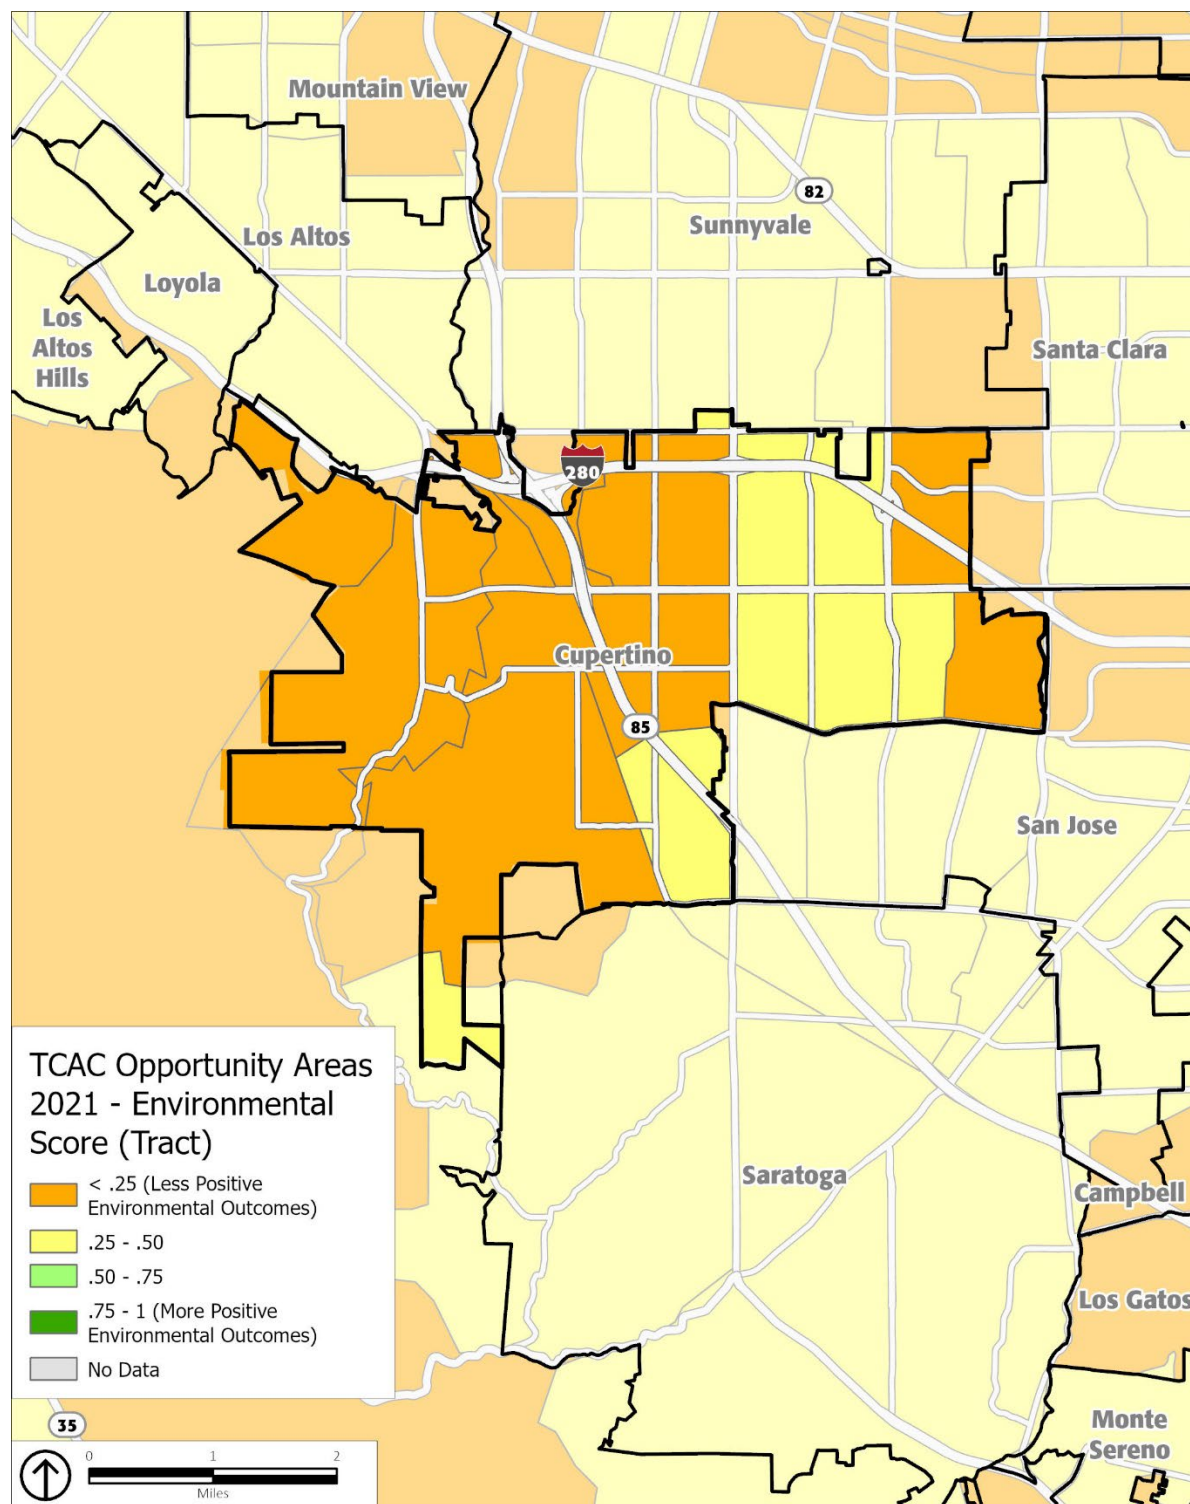 Mountain View
82
Sunnyvale
Los Altos
Loyola
Los
Altos
Hills
Santa Clara
280
Cupertino
85
San Jose
TCAC Opportunity Areas
2021 - Environmental
Score (Tract)
< .25 (Less Positive
Environmental Outcomes)
.25 - .50
.50 - .75
.75 - 1 (More Positive
Environmental Outcomes)
No Data
Saratoga
Campbell
Los Gatos
Monte
Sereno
35
0 1 2
Miles